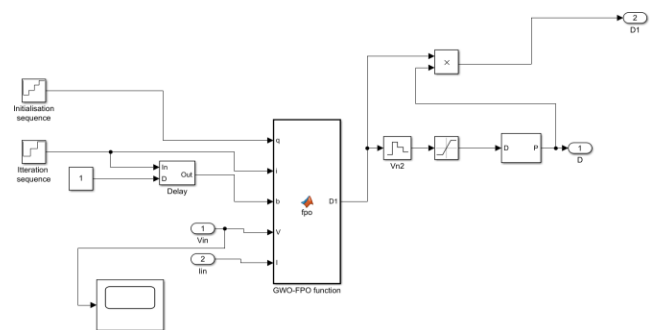 2
D1
×
Initialisation
sequence
q
Itteration
sequence
i
In
Out
D
1
Delay
b
fpo
D1
Vn2
D
P
1
D
1
Vin
V
2
Iin
I
GWO-FPO function